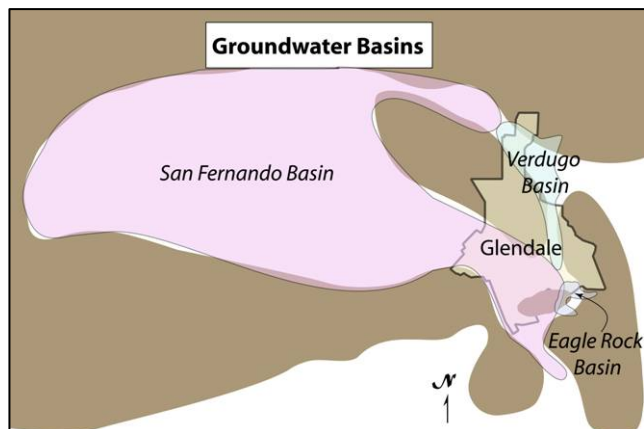 Groundwater Basins
San Fernando Basin
Verdugo
Basin
Glendale
Eagle Rock
Basin
N